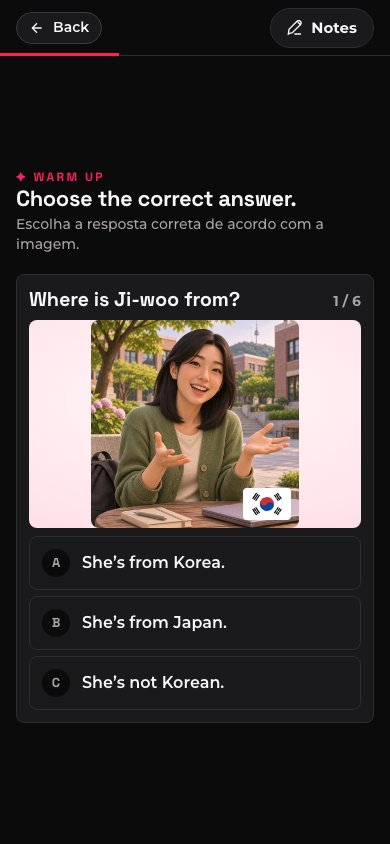 Back
Notes
WARM UP
Choose the correct answer.
Escolha a resposta correta de acordo com a
imagem.
Where is Ji-woo from?
1 / 6
A
She’s from Korea.
B
She’s from Japan.
C
She’s not Korean.